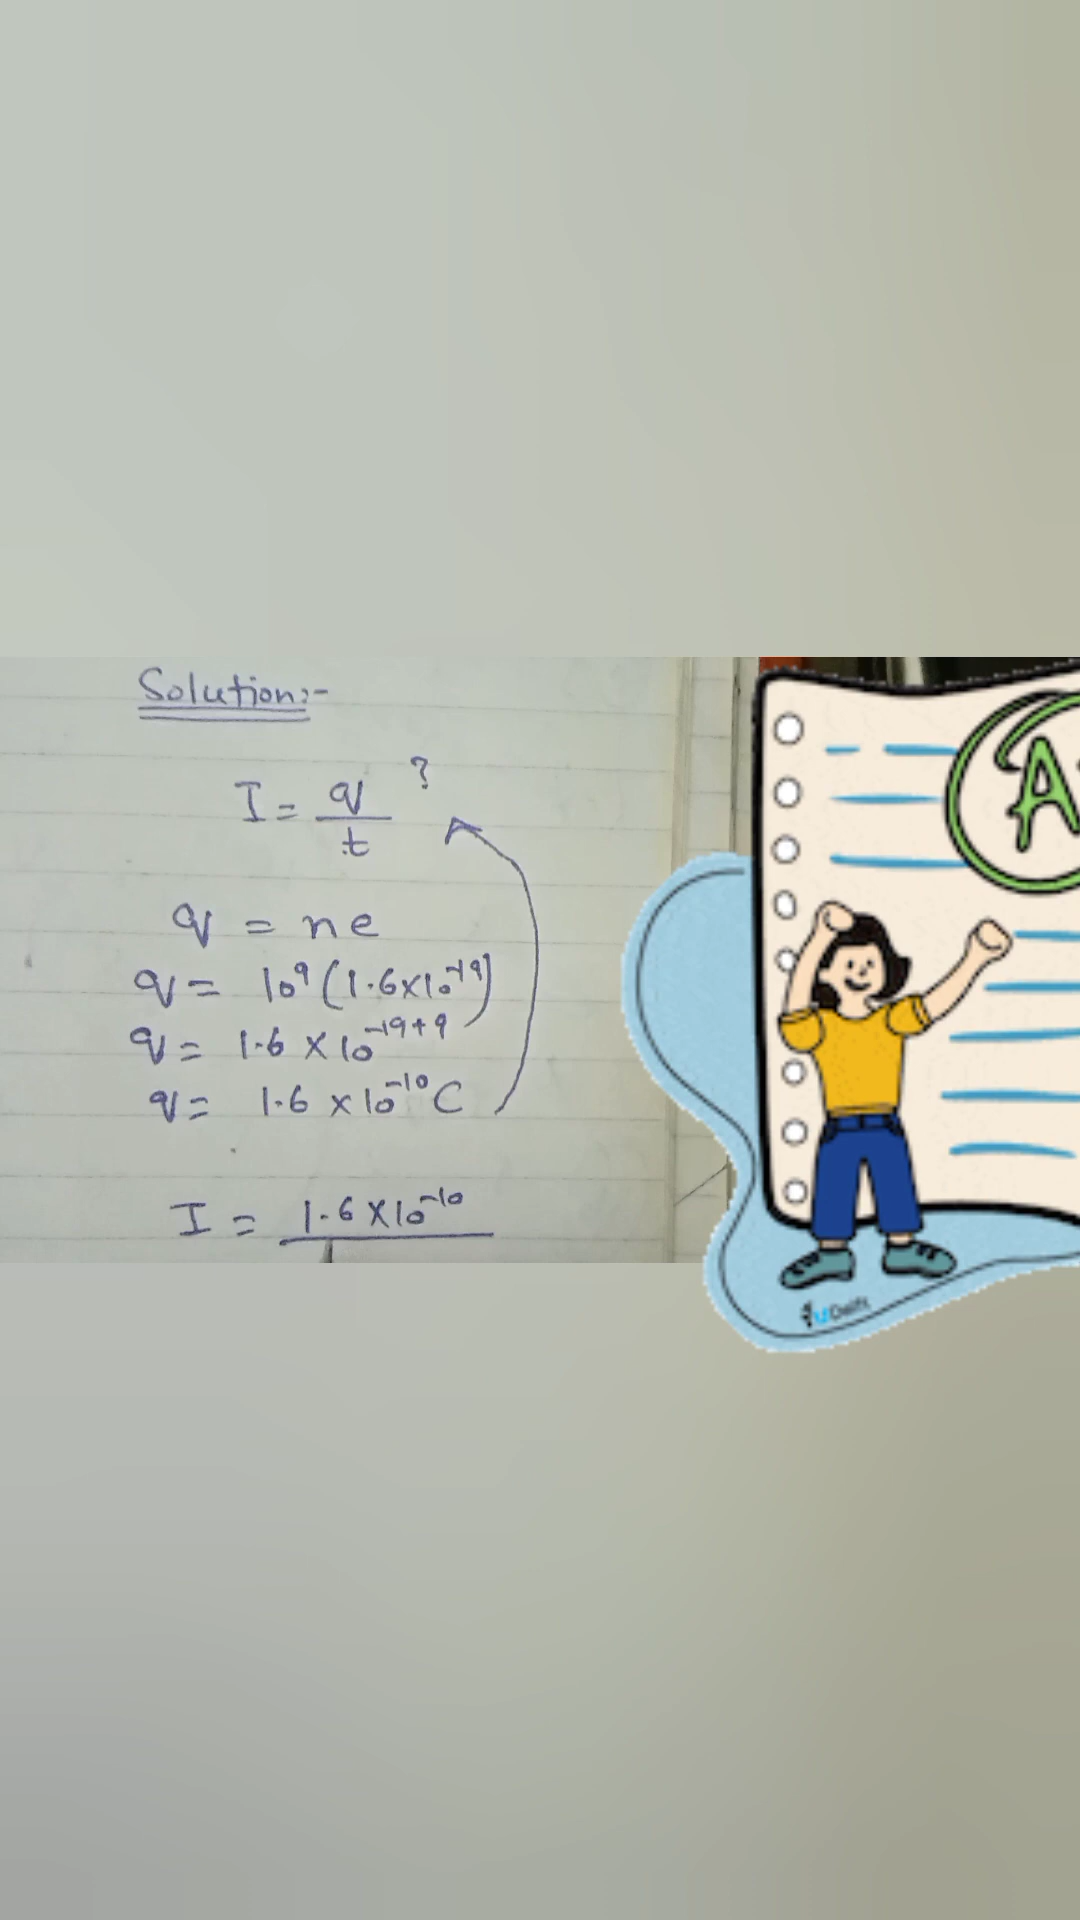 Solution:-
I = q/t ?
q = ne
q = 10⁹ (1.6×10⁻¹⁹)
q = 1.6 × 10⁻¹⁹⁺⁹
q = 1.6 × 10⁻¹⁰ C
I = 1.6 × 10⁻¹⁰
A